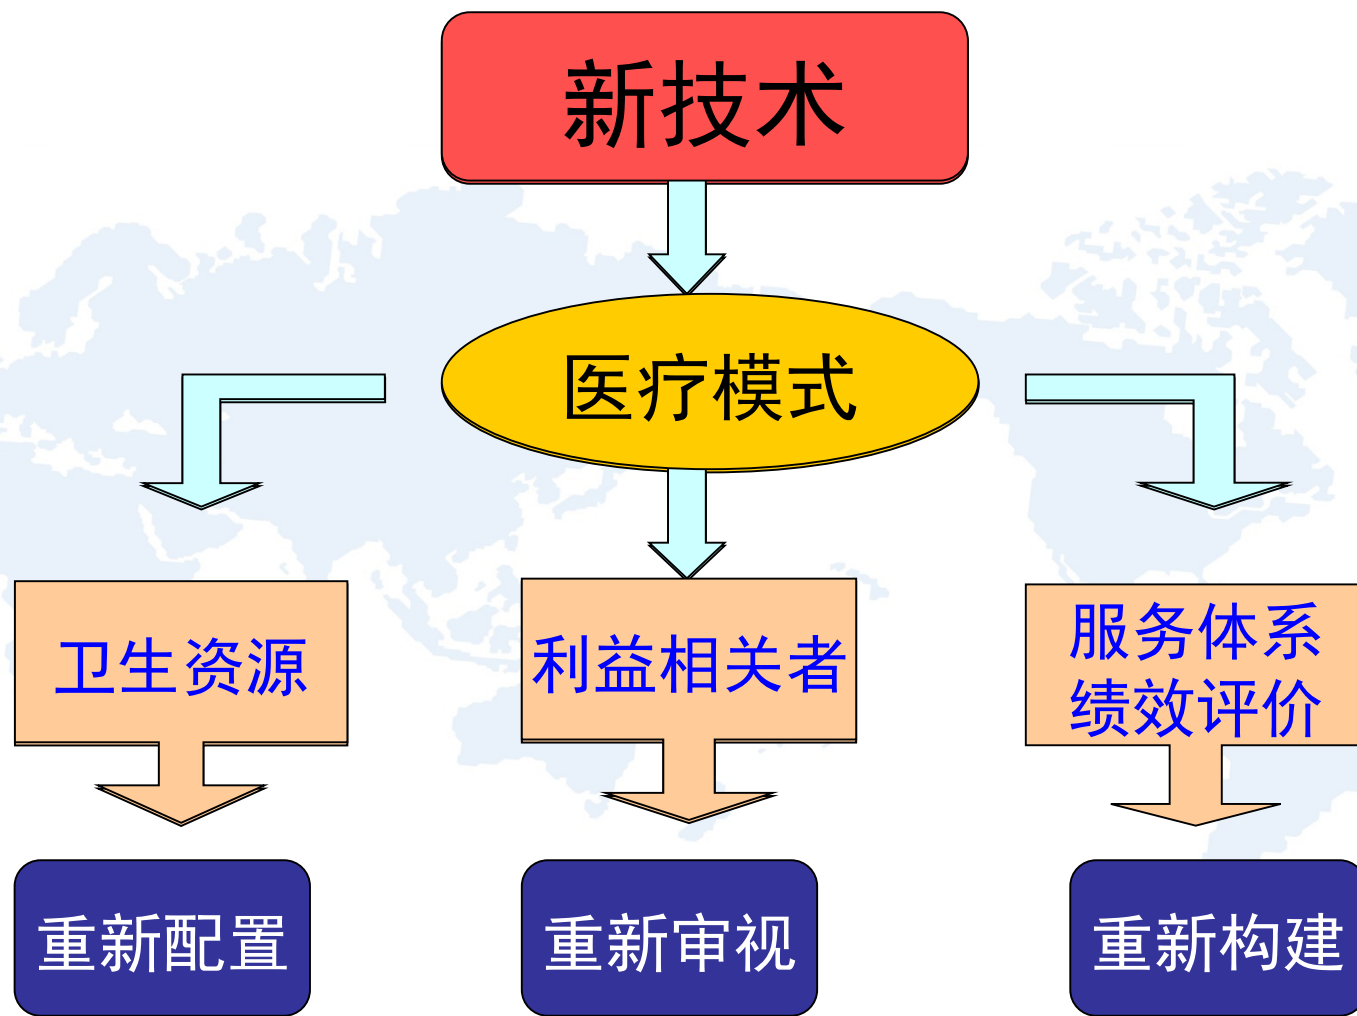 新技术
医疗模式
卫生资源
利益相关者
服务体系
绩效评价
重新配置
重新审视
重新构建